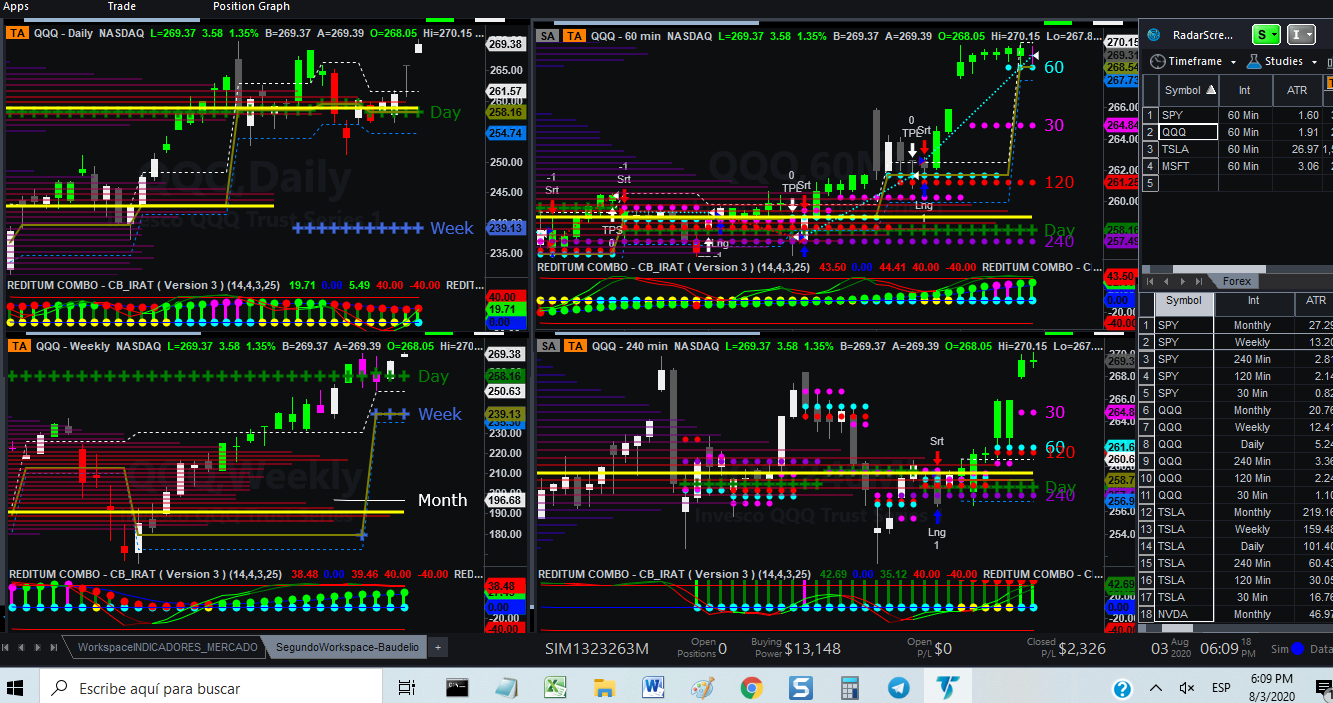 Apps Trade Position Graph
TA QQQ - Daily NASDAQ L=269.37 3.58 1.35% B=269.37 A=269.39 O=268.05 Hi=270.15 ...
269.38
265.00
261.57
258.16
254.74
250.00
245.00
239.13
235.00
Day
Week
QQQ,Daily
Invesco QQQ Trust Series 1
REDITUM COMBO - CB_IRAT ( Version 3 ) (14,4,3,25) 19.71 0.00 5.49 40.00 -40.00 REDIT...
40.00
19.71
0.00
SA TA QQQ - 60 min NASDAQ L=269.37 3.58 1.35% B=269.37 A=269.39 O=268.05 Hi=270.15 Lo=267.8...
270.15
268.54
267.73
266.00
264.8
262.00
261.23
260.00
258.16
257.49
60
30
120
Day
240
QQQ 60M
-1
Srt
-1
Srt
TPS
0
Lng
0
TPL
Srt
0
TPL
Srt
Lng
1
REDITUM COMBO - CB_IRAT ( Version 3 ) (14,4,3,25) 43.50 0.00 44.41 40.00 -40.00 REDITUM COMBO - C...
43.50
0.00
-20.00
-40.00
TA QQQ - Weekly NASDAQ L=269.37 3.58 1.35% B=269.37 A=269.39 O=268.05 Hi=270...
269.38
258.16
250.63
239.13
230.00
220.00
210.00
196.68
190.00
180.00
Day
Week
Month
QQQ,Weekly
REDITUM COMBO - CB_IRAT ( Version 3 ) (14,4,3,25) 38.48 0.00 39.46 40.00 -40.00 RED...
38.48
0.00
-20.00
-40.00
SA TA QQQ - 240 min NASDAQ L=269.37 3.58 1.35% B=269.37 A=269.39 O=268.05 Hi=270.15 Lo=267....
269.3
268.0
266.0
264.8
264.0
261.6
260.6
258.7
256.9
256.0
254.0
30
60
120
Day
240
Srt
Lng
1
Invesco QQQ Trust
REDITUM COMBO - CB_IRAT ( Version 3 ) (14,4,3,25) 42.69 0.00 35.12 40.00 -40.00 REDITUM COMBO - C...
42.69
20.00
0.00
-20.00
-40.0
RadarScre... S I
Timeframe Studies
Symbol Int ATR
1 SPY 60 Min 1.60
2 QQQ 60 Min 1.91
3 TSLA 60 Min 26.97 1,5
4 MSFT 60 Min 3.06
5
Forex
Symbol Int ATR
1 SPY Monthly 27.29
2 SPY Weekly 13.20
3 SPY 240 Min 2.81
4 SPY 120 Min 2.14
5 SPY 30 Min 0.82
6 QQQ Monthly 20.76
7 QQQ Weekly 12.41
8 QQQ Daily 5.24
9 QQQ 240 Min 3.36
10 QQQ 120 Min 2.24
11 QQQ 30 Min 1.10
12 TSLA Monthly 219.16
13 TSLA Weekly 159.48
14 TSLA Daily 101.40
15 TSLA 240 Min 60.43
16 TSLA 120 Min 30.05
17 TSLA 30 Min 16.76
18 NVDA Monthly 46.97
WorkspaceINDICADORES_MERCADO SegundoWorkspace-Baudelio +
SIM1323263M Open Positions 0 Buying Power $13,148 Open P/L $0 Closed P/L $2,326 03 Aug 2020 06:09 18 PM Sim Data
Escribe aquí para buscar
ESP
6:09 PM
8/3/2020